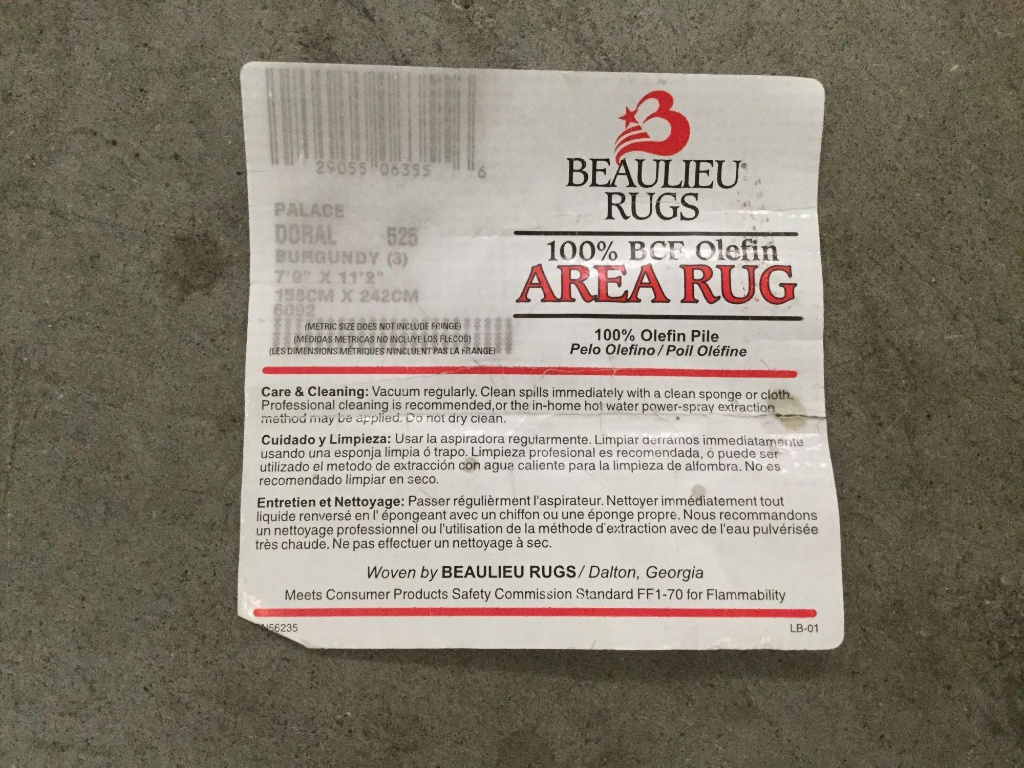 29055 06355 6
PALACE
DORAL 525
BURGUNDY (3)
7'9" X 11'2"
158CM X 242CM
6092
(METRIC SIZE DOES NOT INCLUDE FRINGE)
(MEDIDAS METRICAS NO INCLUYE LOS FLECOS)
(LES DIMENSIONS MÉTRIQUES N'INCLUENT PAS LA FRANGE)
BEAULIEU®
RUGS
100% BCF Olefin
AREA RUG
100% Olefin Pile
Pelo Olefino / Poil Oléfine
Care & Cleaning: Vacuum regularly. Clean spills immediately with a clean sponge or cloth.
Professional cleaning is recommended, or the in-home hot water power-spray extraction
method may be applied. Do not dry clean.
Cuidado y Limpieza: Usar la aspiradora regularmente. Limpiar derramos immediatamente
usando una esponja limpia ó trapo. Limpieza profesional es recomendada, ó puede ser
utilizado el metodo de extracción con agua caliente para la limpieza de alfombra. No es
recomendado limpiar en seco.
Entretien et Nettoyage: Passer régulièrment l'aspirateur. Nettoyer immédiatement tout
liquide renversé en l' épongeant avec un chiffon ou une éponge propre. Nous recommandons
un nettoyage professionnel ou l'utilisation de la méthode d'extraction avec de l'eau pulvérisée
très chaude. Ne pas effectuer un nettoyage à sec.
Woven by BEAULIEU RUGS / Dalton, Georgia
Meets Consumer Products Safety Commission Standard FF1-70 for Flammability
N56235
LB-01